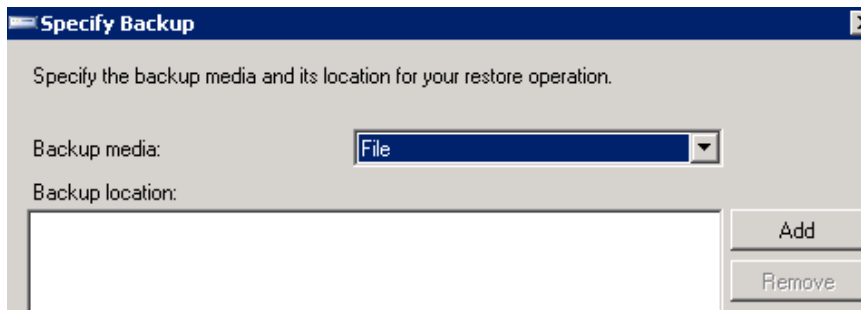 Specify Backup
Specify the backup media and its location for your restore operation.
Backup media:
File
Backup location:
Add
Remove